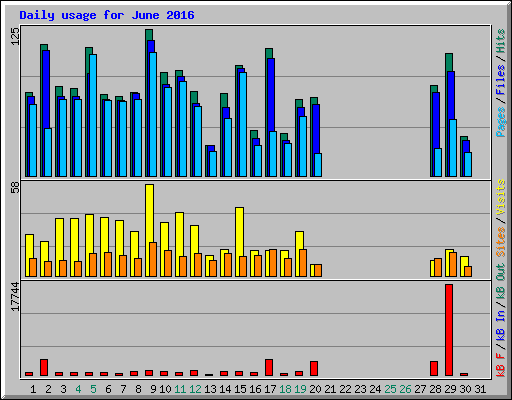 Daily usage for June 2016
125
Pages / Files / Hits
58
Sites / Visits
17744
kB F / kB In / kB Out
1 2 3 4 5 6 7 8 9 10 11 12 13 14 15 16 17 18 19 20 21 22 23 24 25 26 27 28 29 30 31